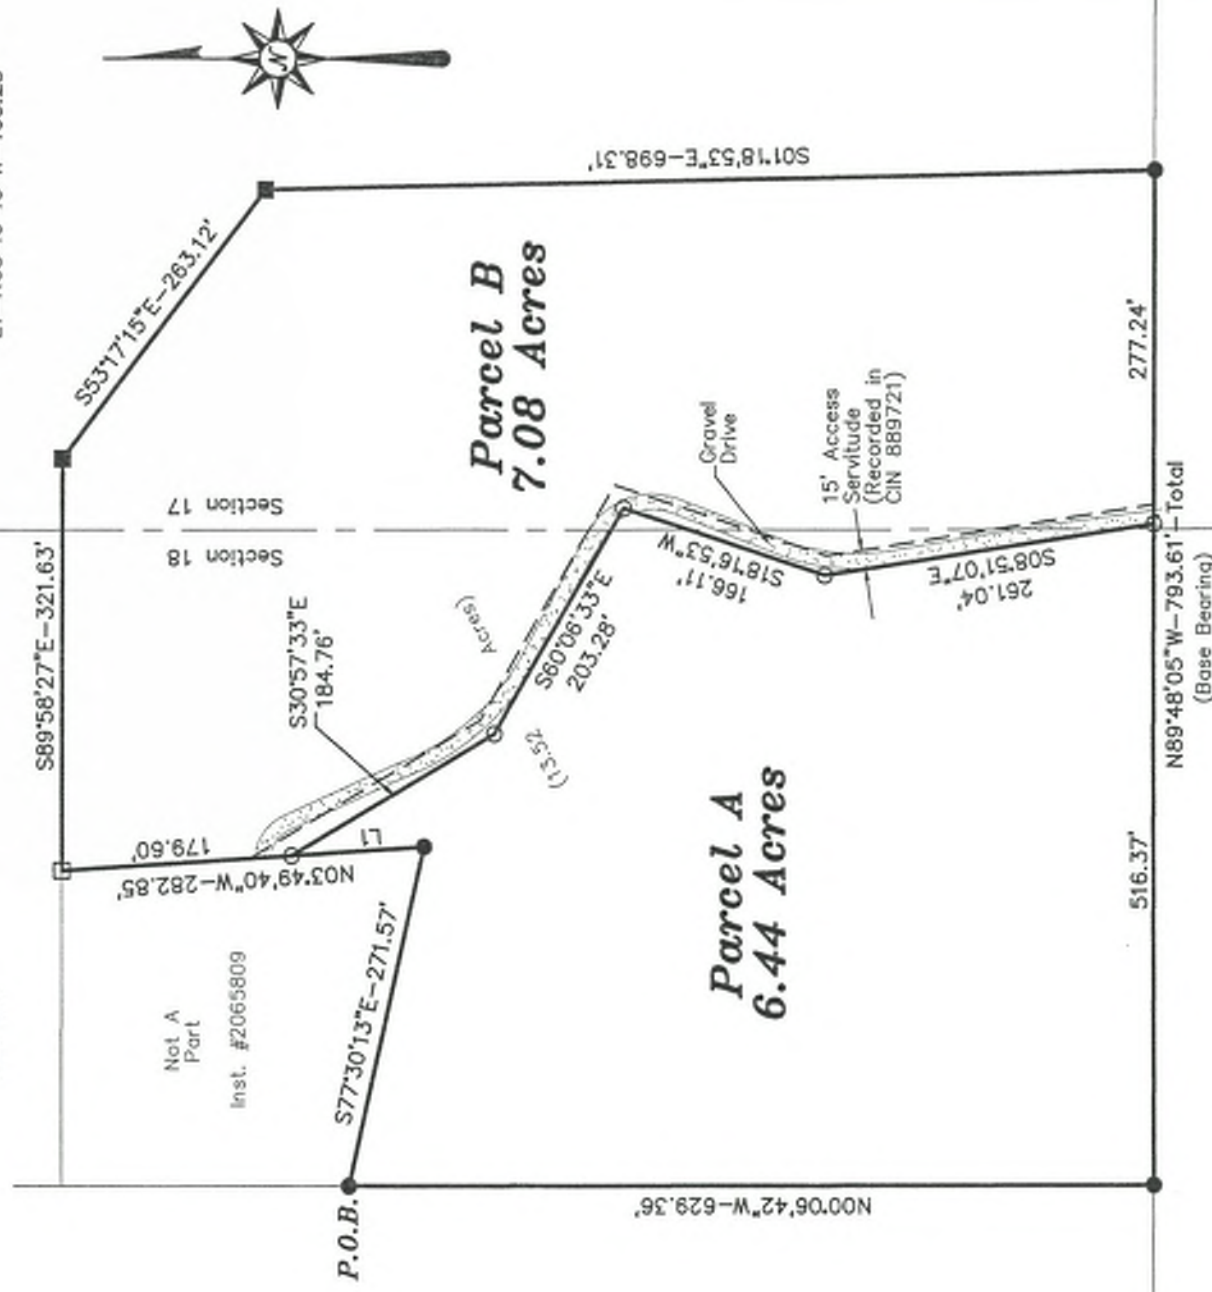 N
S89°58'27"E-321.63'
S53°17'15"E-263.12'
S01°18'53"E-698.31'
Section 17
Section 18
Parcel B
7.08 Acres
179.60'
N03°49'40"W-282.85'
L1
S30°57'33"E
184.76'
Not A
Part
Inst. #2065809
S77°30'13"E-271.57'
P.O.B.
(13.52
Acres)
S60°06'33"E
203.28'
S18°16'53"W
166.11'
Gravel
Drive
15' Access
Servitude
(Recorded in
CIN 889721)
S08°51'07"E
261.04'
Parcel A
6.44 Acres
N00°06'42"W-629.36'
516.37'
277.24'
N89°48'05"W-793.61'-Total
(Base Bearing)